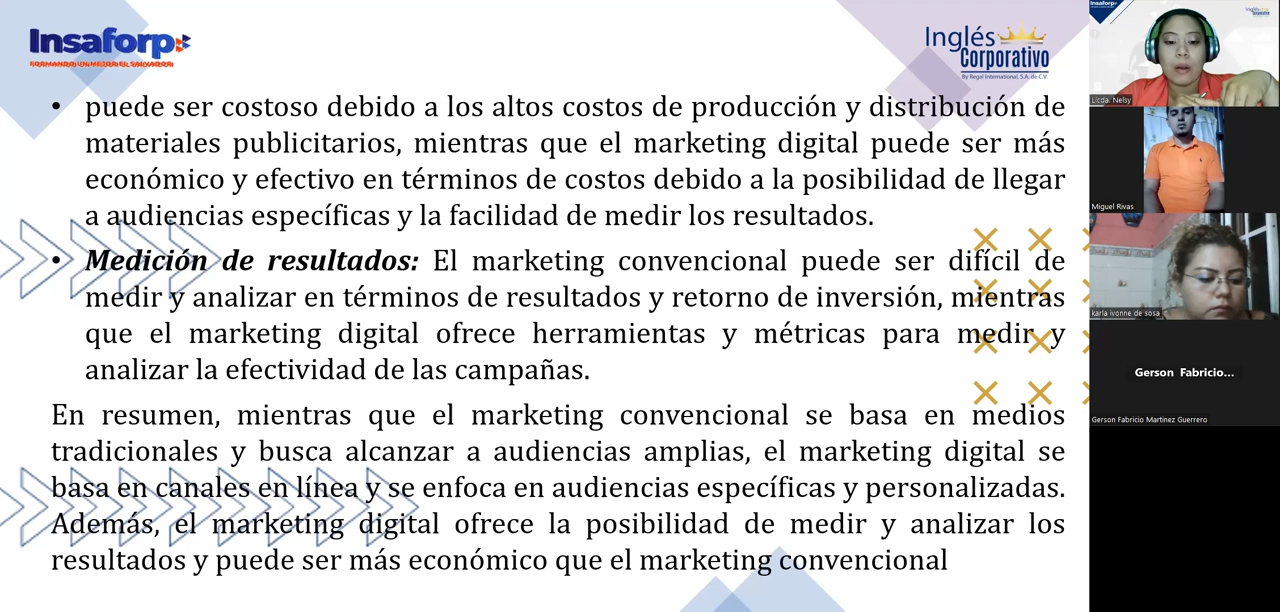 Insaforp
FORMANDO UN MEJOR EL SALVADOR
Inglés
Corporativo
By Regal International, S.A. de C.V.
• puede ser costoso debido a los altos costos de producción y distribución de
materiales publicitarios, mientras que el marketing digital puede ser más
económico y efectivo en términos de costos debido a la posibilidad de llegar
a audiencias específicas y la facilidad de medir los resultados.
• Medición de resultados: El marketing convencional puede ser difícil de
medir y analizar en términos de resultados y retorno de inversión, mientras
que el marketing digital ofrece herramientas y métricas para medir y
analizar la efectividad de las campañas.
En resumen, mientras que el marketing convencional se basa en medios
tradicionales y busca alcanzar a audiencias amplias, el marketing digital se
basa en canales en línea y se enfoca en audiencias específicas y personalizadas.
Además, el marketing digital ofrece la posibilidad de medir y analizar los
resultados y puede ser más económico que el marketing convencional
Insaforp
Licda. Nelsy
Miguel Rivas
karla ivonne de sosa
Gerson Fabricio...
Gerson Fabricio Martinez Guerrero